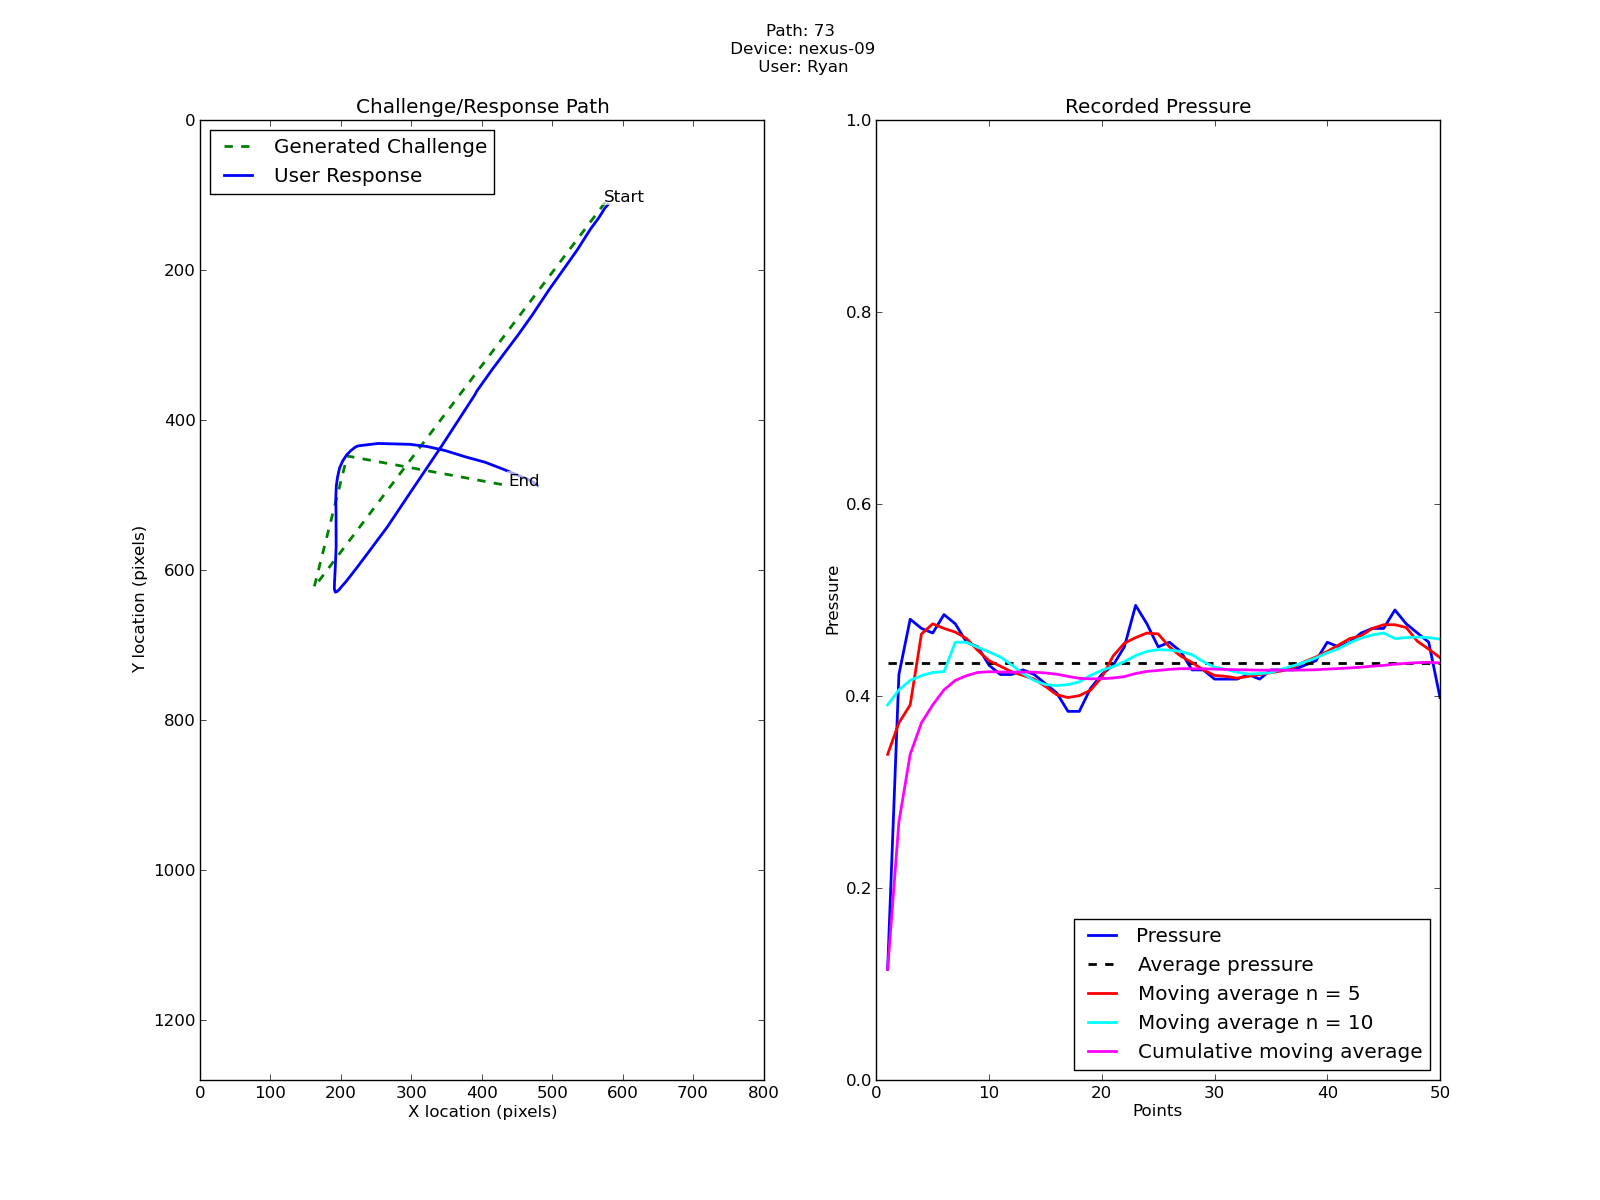 Path: 73
Device: nexus-09
User: Ryan
Challenge/Response Path
Generated Challenge
User Response
Start
End
0
200
400
600
800
1000
1200
Y location (pixels)
0 100 200 300 400 500 600 700 800
X location (pixels)
Recorded Pressure
1.0
0.8
0.6
0.4
0.2
0.0
Pressure
Pressure
Average pressure
Moving average n = 5
Moving average n = 10
Cumulative moving average
0 10 20 30 40 50
Points